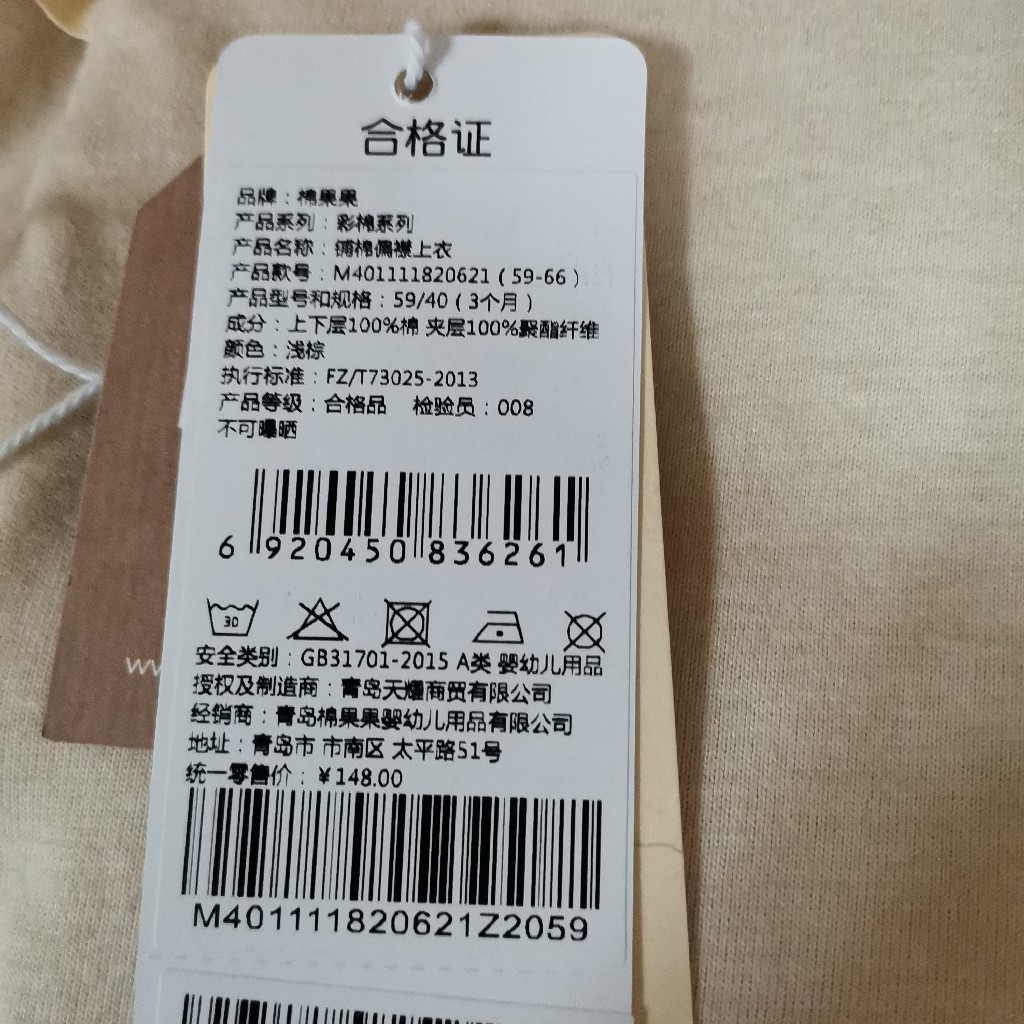 合格证
品牌：棉果果
产品系列：彩棉系列
产品名称：铺棉偏襟上衣
产品款号：M401111820621（59-66）
产品型号和规格：59/40（3个月）
成分：上下层100%棉 夹层100%聚酯纤维
颜色：浅棕
执行标准：FZ/T73025-2013
产品等级：合格品 检验员：008
不可曝晒
6 920450 836261
30
安全类别：GB31701-2015 A类 婴幼儿用品
授权及制造商：青岛天耀商贸有限公司
经销商：青岛棉果果婴幼儿用品有限公司
地址：青岛市 市南区 太平路51号
统一零售价：￥148.00
M401111820621Z2059